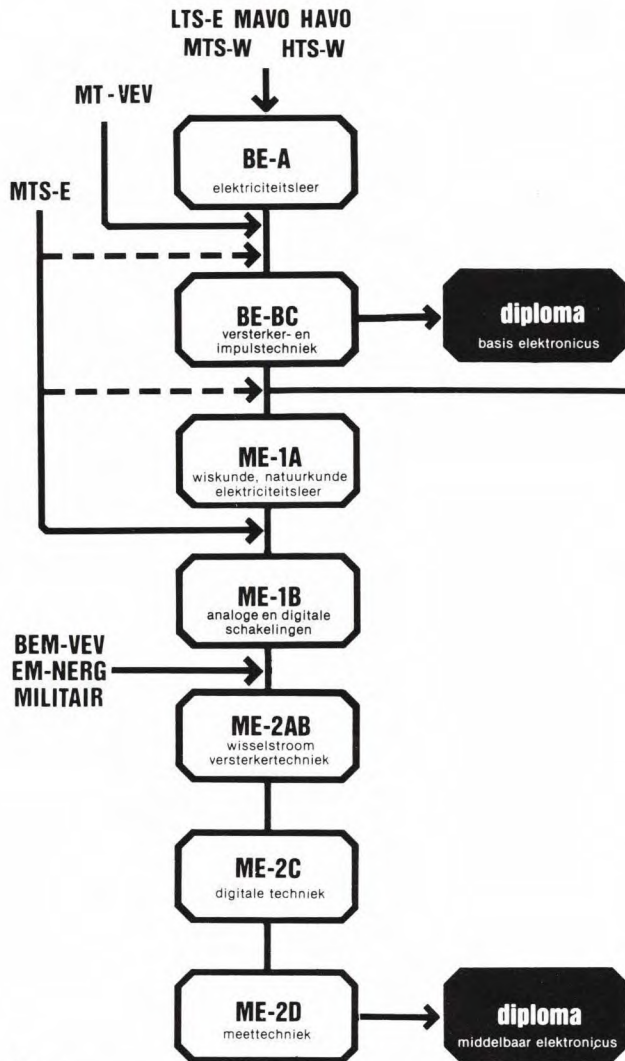 LTS-E MAVO HAVO
MTS-W HTS-W
MT-VEV
BE-A
elektriciteitsleer
MTS-E
BE-BC
versterker- en
impulstechniek
diploma
basis elektronicus
ME-1A
wiskunde, natuurkunde
elektriciteitsleer
ME-1B
analoge en digitale
schakelingen
BEM-VEV
EM-NERG
MILITAIR
ME-2AB
wisselstroom
versterkertechniek
ME-2C
digitale techniek
ME-2D
meettechniek
diploma
middelbaar elektronicus